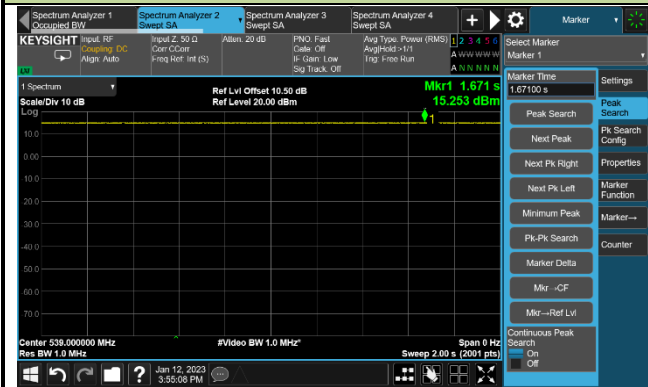 Spectrum Analyzer 1
Occupied BW
Spectrum Analyzer 2
Swept SA
Spectrum Analyzer 3
Swept SA
Spectrum Analyzer 4
Swept SA
Marker
KEYSIGHT
Input: RF
Coupling: DC
Align: Auto
Input Z: 50 Ω
Corr CCorr
Freq Ref: Int (S)
Atten: 20 dB
PNO: Fast
Gate: Off
IF Gain: Low
Sig Track: Off
Avg Type: Power (RMS)
Avg|Hold:>1/1
Trig: Free Run
1 2 3 4 5 6
A W W W W W
A N N N N N
LV
Select Marker
Marker 1
1 Spectrum
Scale/Div 10 dB
Log
Ref Lvl Offset 10.50 dB
Ref Level 20.00 dBm
Mkr1 1.671 s
15.253 dBm
1
10.0
0.00
-10.0
-20.0
-30.0
-40.0
-50.0
-60.0
-70.0
Center 539.000000 MHz
Res BW 1.0 MHz
#Video BW 1.0 MHz*
Span 0 Hz
Sweep 2.00 s (2001 pts)
Marker Time
1.67100 s
Peak Search
Next Peak
Next Pk Right
Next Pk Left
Minimum Peak
Pk-Pk Search
Marker Delta
Mkr→CF
Mkr→Ref Lvl
Continuous Peak
Search
On
Off
Settings
Peak
Search
Pk Search
Config
Properties
Marker
Function
Marker→
Counter
?
Jan 12, 2023
3:55:08 PM